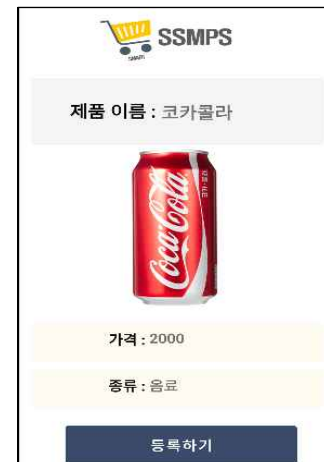 SSMPS
SMMPS
제품 이름 : 코카콜라
Coca-Cola
가격 : 2000
종류 : 음료
등록하기